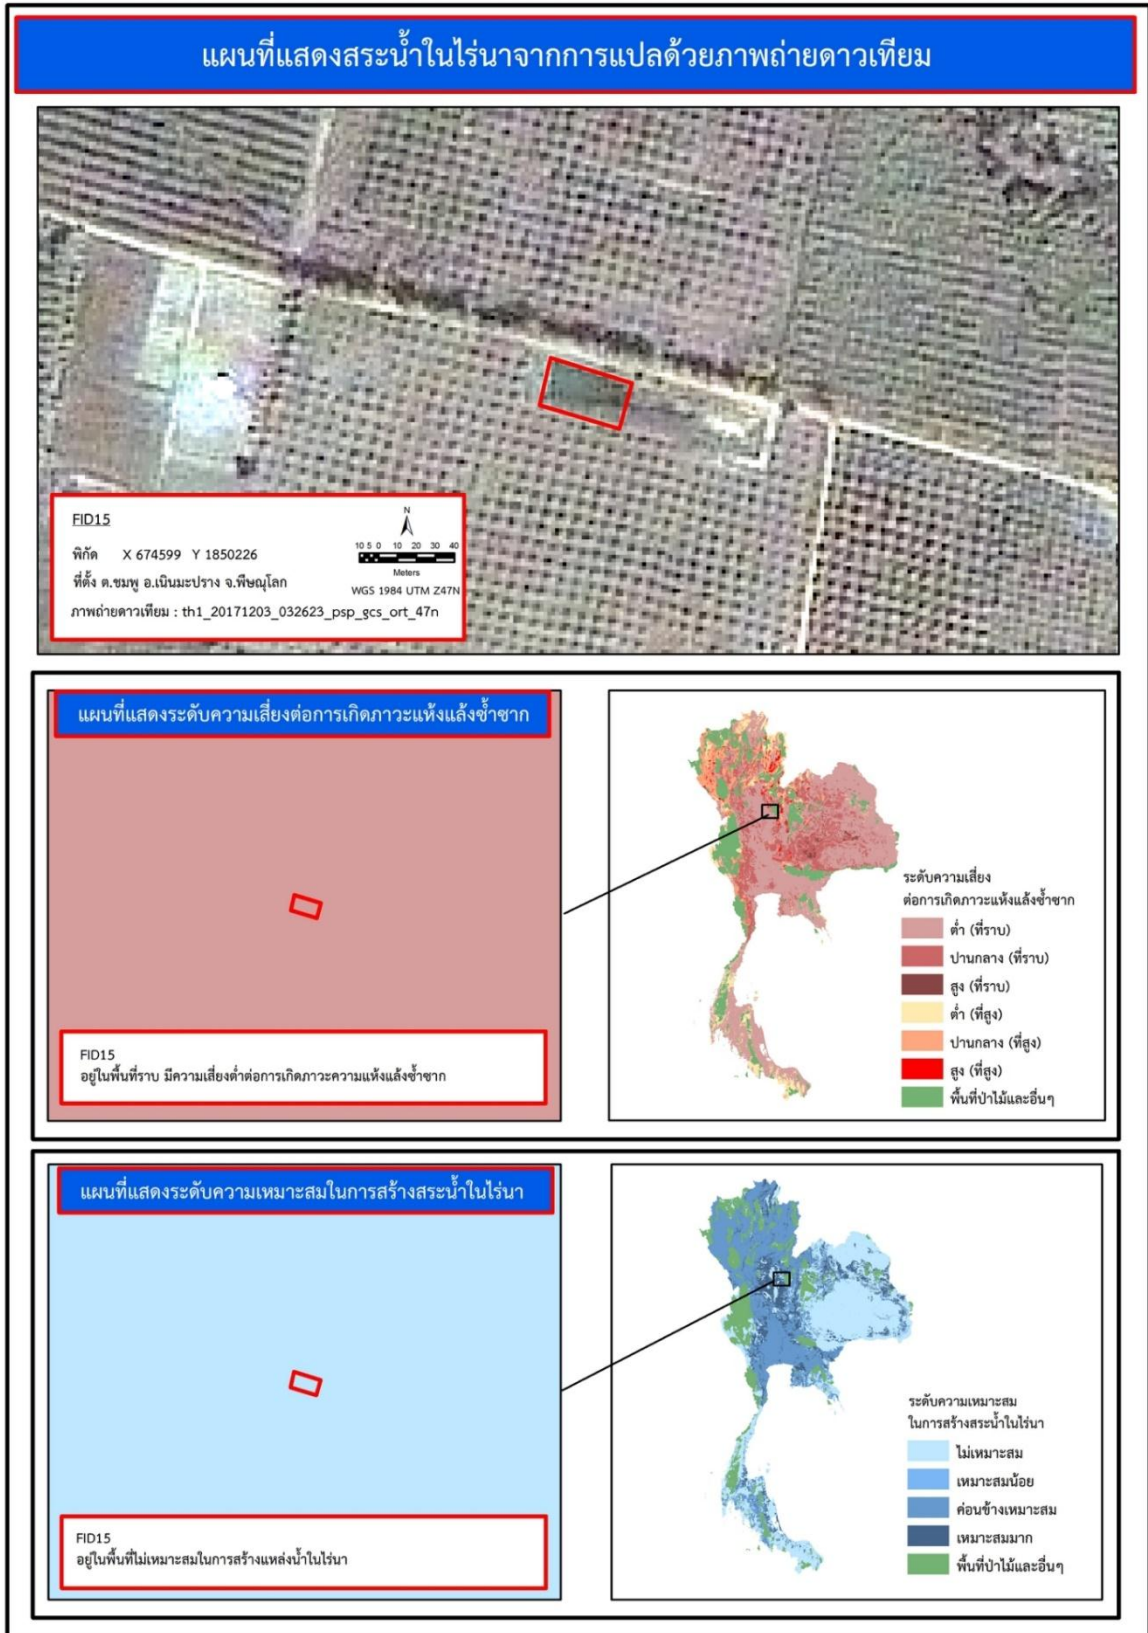 แผนที่แสดงสระน้ำในไร่นาจากการแปลด้วยภาพถ่ายดาวเทียม
FID15
พิกัด X 674599 Y 1850226
ที่ตั้ง ต.ชมพู อ.เนินมะปราง จ.พิษณุโลก
ภาพถ่ายดาวเทียม : th1_20171203_032623_psp_gcs_ort_47n
N
10 5 0 10 20 30 40
Meters
WGS 1984 UTM Z47N
แผนที่แสดงระดับความเสี่ยงต่อการเกิดภาวะแห้งแล้งซ้ำซาก
FID15
อยู่ในพื้นที่ราบ มีความเสี่ยงต่ำต่อการเกิดภาวะความแห้งแล้งซ้ำซาก
ระดับความเสี่ยง
ต่อการเกิดภาวะแห้งแล้งซ้ำซาก
ต่ำ (ที่ราบ)
ปานกลาง (ที่ราบ)
สูง (ที่ราบ)
ต่ำ (ที่สูง)
ปานกลาง (ที่สูง)
สูง (ที่สูง)
พื้นที่ป่าไม้และอื่นๆ
แผนที่แสดงระดับความเหมาะสมในการสร้างสระน้ำในไร่นา
FID15
อยู่ในพื้นที่ไม่เหมาะสมในการสร้างแหล่งน้ำในไร่นา
ระดับความเหมาะสม
ในการสร้างสระน้ำในไร่นา
ไม่เหมาะสม
เหมาะสมน้อย
ค่อนข้างเหมาะสม
เหมาะสมมาก
พื้นที่ป่าไม้และอื่นๆ